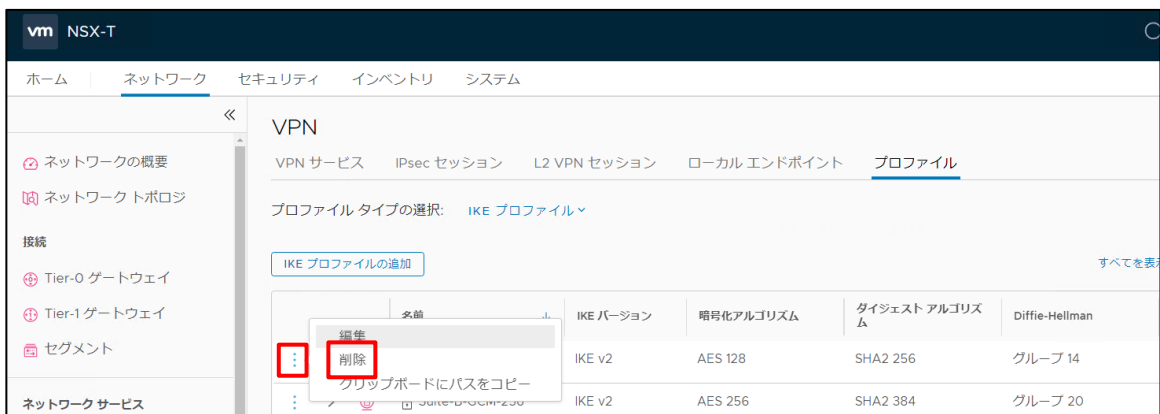 vm NSX-T
ホーム ネットワーク セキュリティ インベントリ システム
«
VPN
ネットワークの概要
VPN サービス IPsec セッション L2 VPN セッション ローカル エンドポイント プロファイル
ネットワーク トポロジ
プロファイル タイプの選択: IKE プロファイル
接続
IKE プロファイルの追加 すべてを表示
Tier-0 ゲートウェイ
Tier-1 ゲートウェイ
名前 IKE バージョン 暗号化アルゴリズム ダイジェスト アルゴリズ
ム Diffie-Hellman
編集
セグメント
削除 IKE v2 AES 128 SHA2 256 グループ 14
クリップボードにパスをコピー
ネットワーク サービス
Suite-B-GCM-256 IKE v2 AES 256 SHA2 384 グループ 20